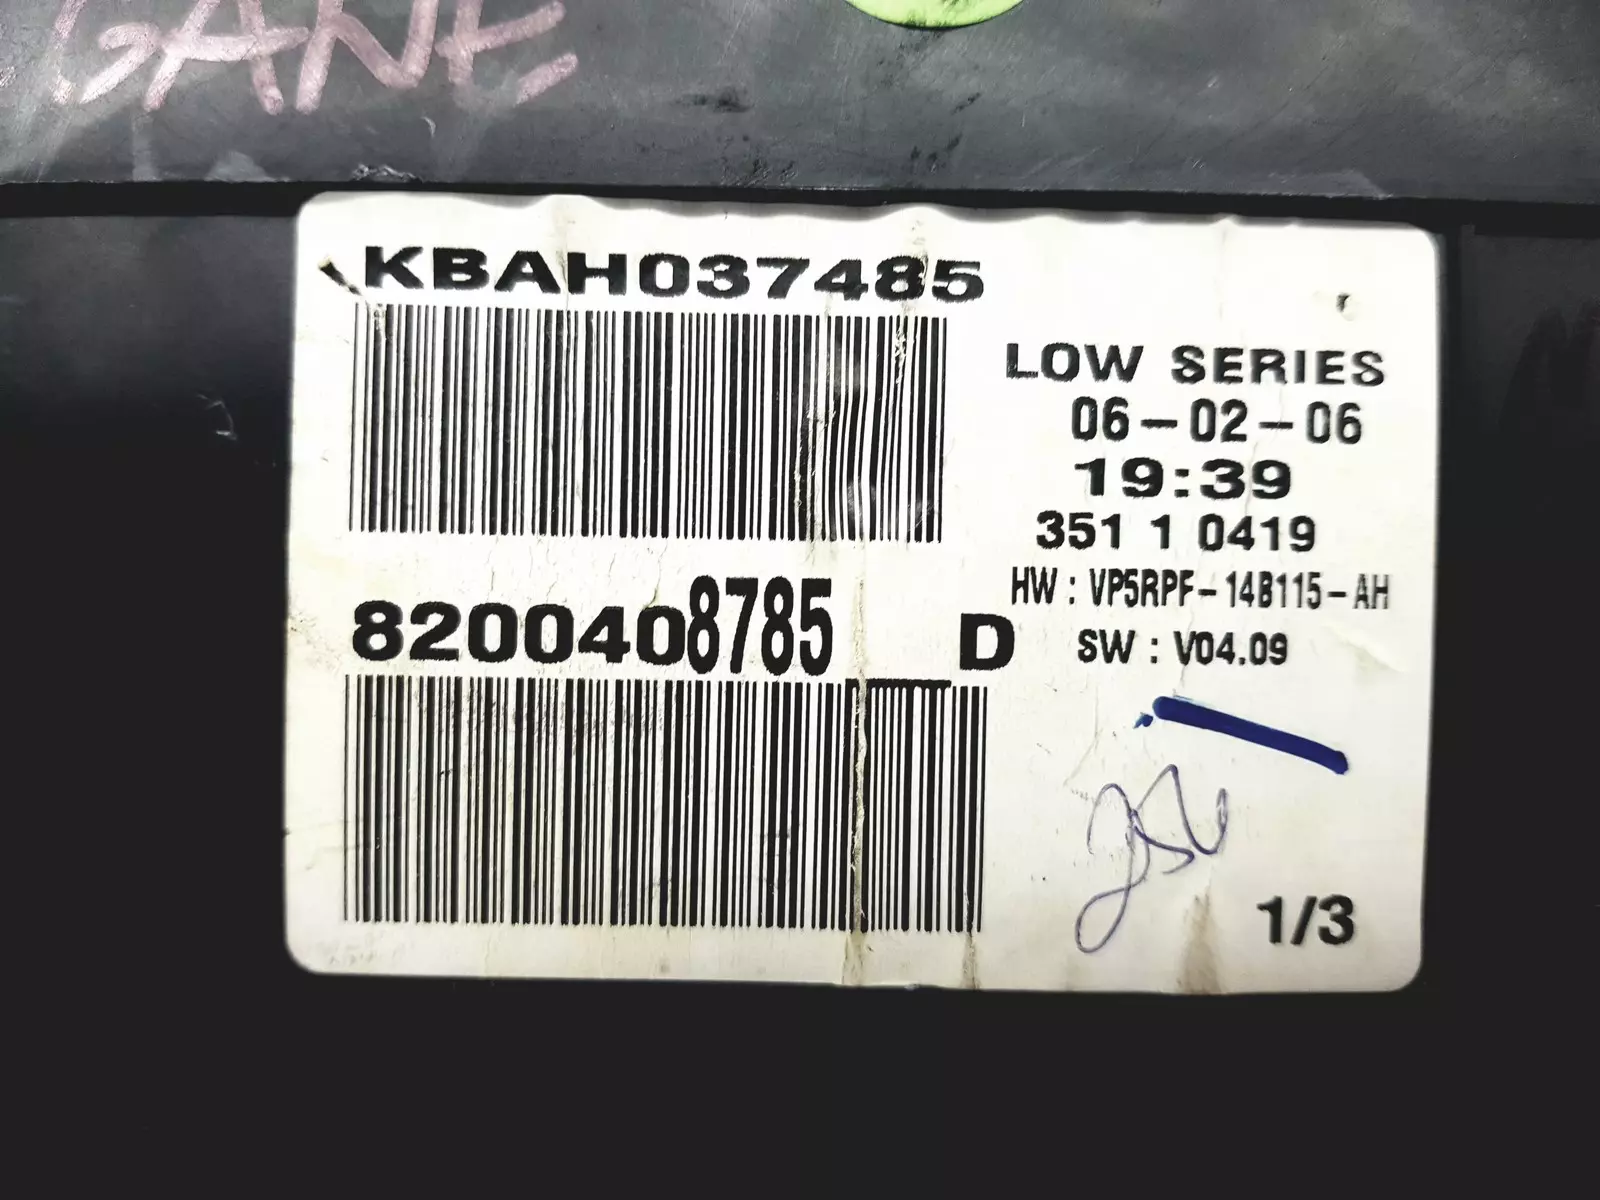 GANE
KBAH037485
LOW SERIES
06-02-06
19:39
351 1 0419
HW : VP5RPF-14B115-AH
8200408785 D
SW : V04.09
1/3